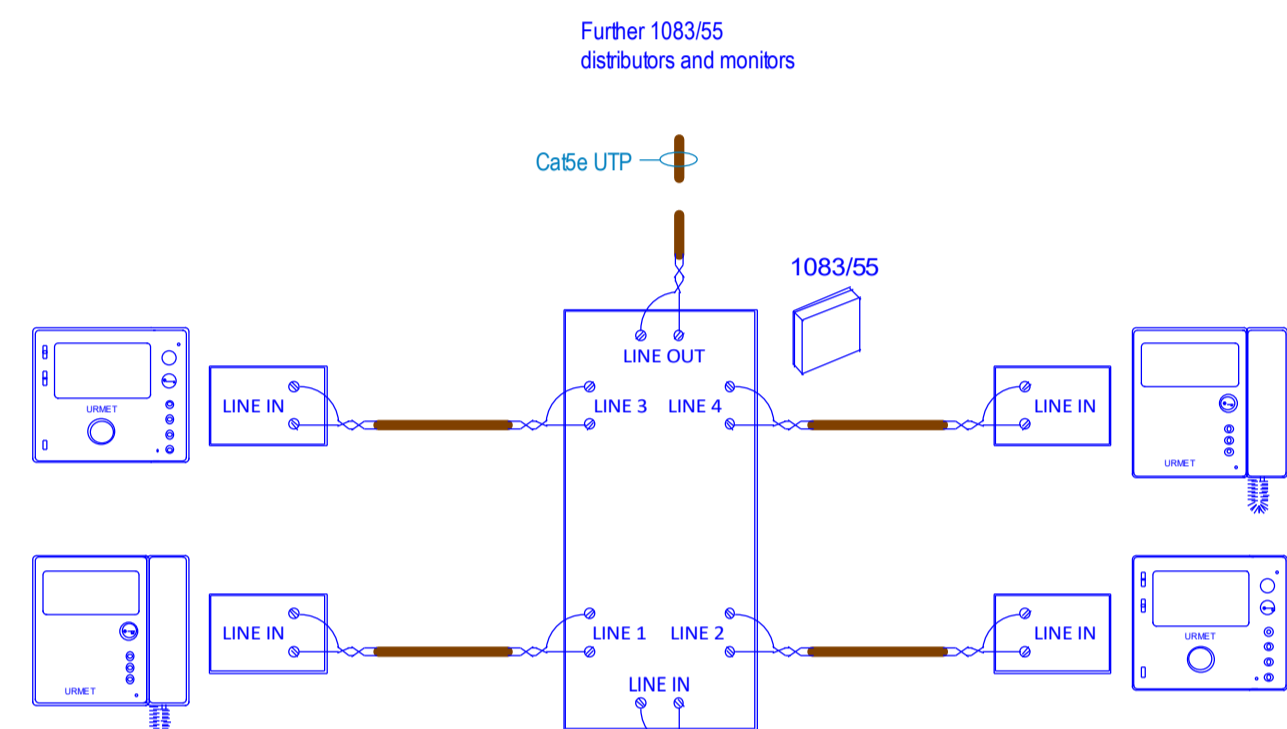 Further 1083/55
distributors and monitors
Cat5e UTP
1083/55
LINE OUT
LINE IN
LINE 3
LINE 4
LINE IN
URMET
URMET
LINE IN
LINE 1
LINE 2
LINE IN
URMET
URMET
LINE IN